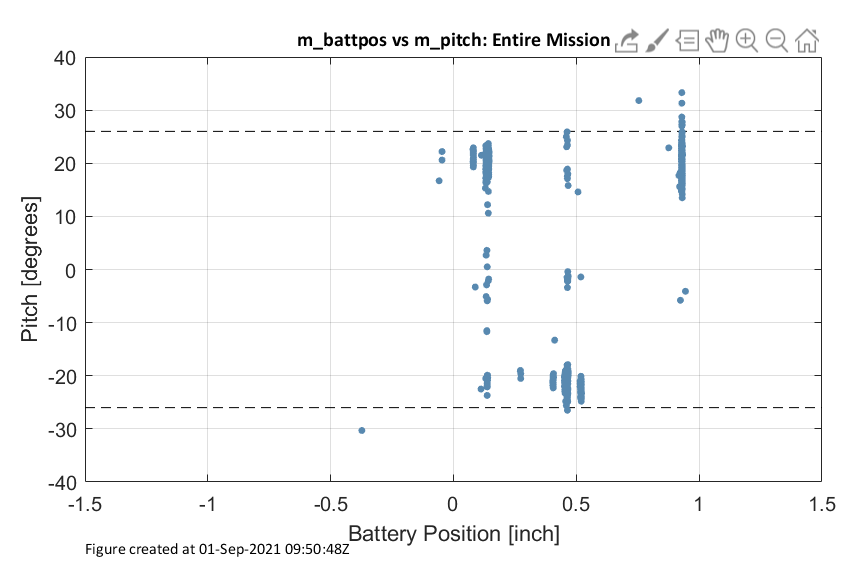 m_battpos vs m_pitch: Entire Mission
40
30
20
10
0
-10
-20
-30
-40
Pitch [degrees]
-1.5 -1 -0.5 0 0.5 1 1.5
Battery Position [inch]
Figure created at 01-Sep-2021 09:50:48Z